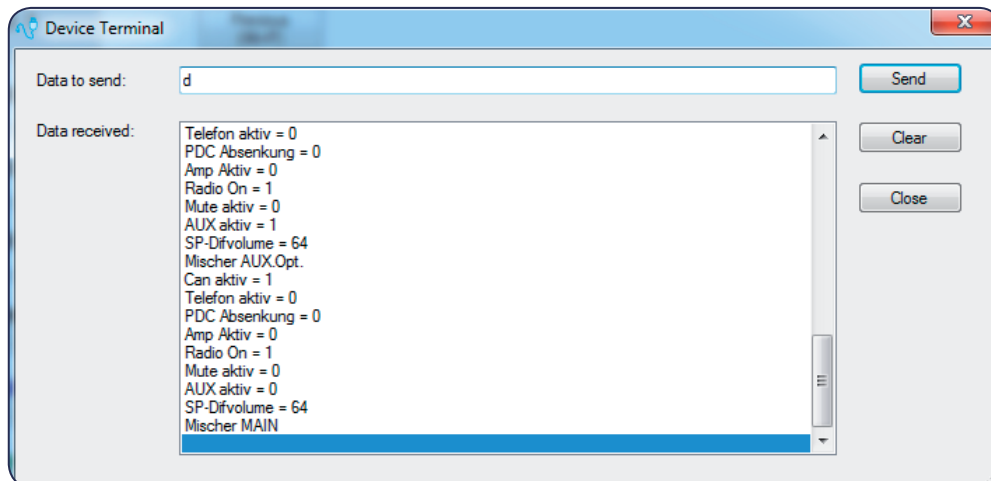 Device Terminal
Data to send:
d
Send
Data received:
Telefon aktiv = 0
PDC Absenkung = 0
Amp Aktiv = 0
Radio On = 1
Mute aktiv = 0
AUX aktiv = 1
SP-Difvolume = 64
Mischer AUX.Opt.
Can aktiv = 1
Telefon aktiv = 0
PDC Absenkung = 0
Amp Aktiv = 0
Radio On = 1
Mute aktiv = 0
AUX aktiv = 0
SP-Difvolume = 64
Mischer MAIN
Clear
Close